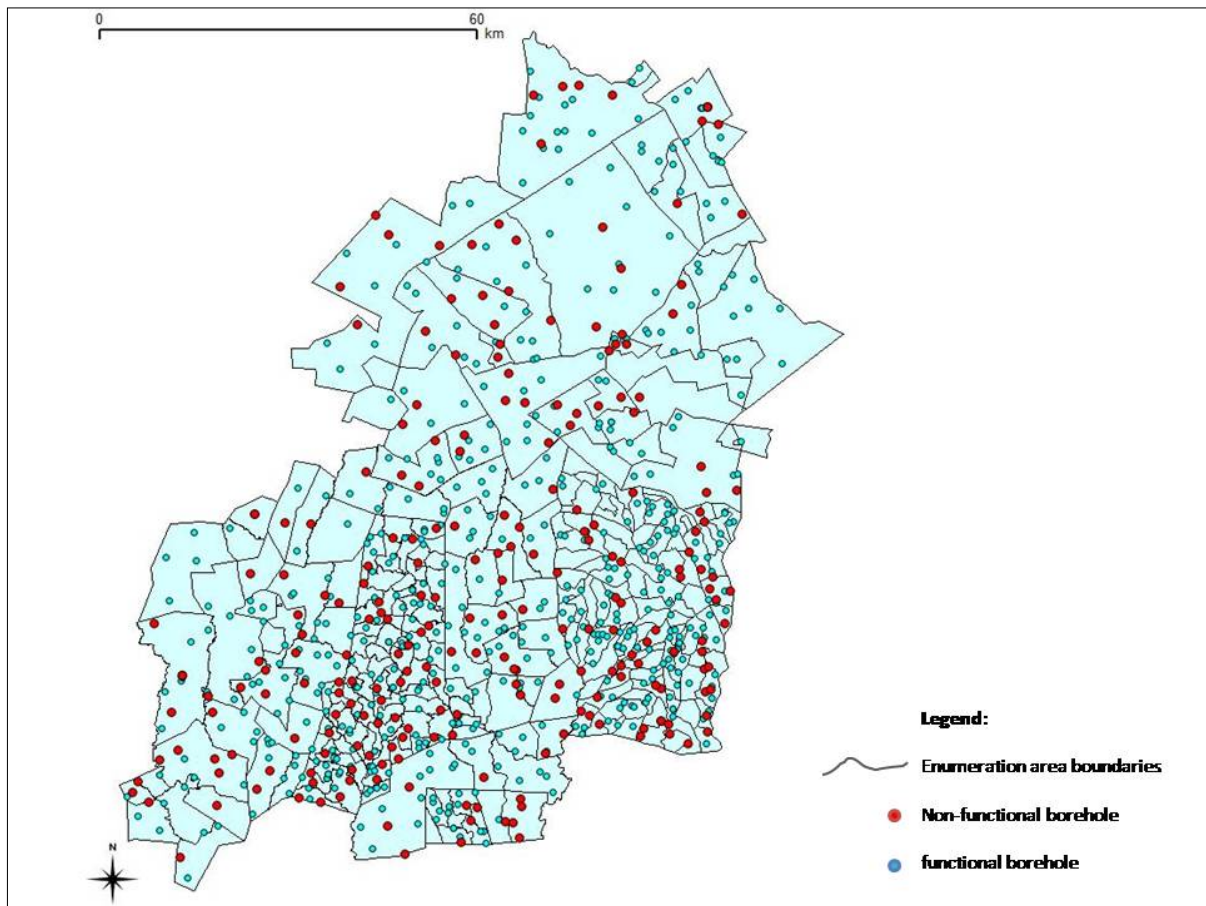 0 60
km
Legend:
Enumeration area boundaries
Non-functional borehole
functional borehole
N